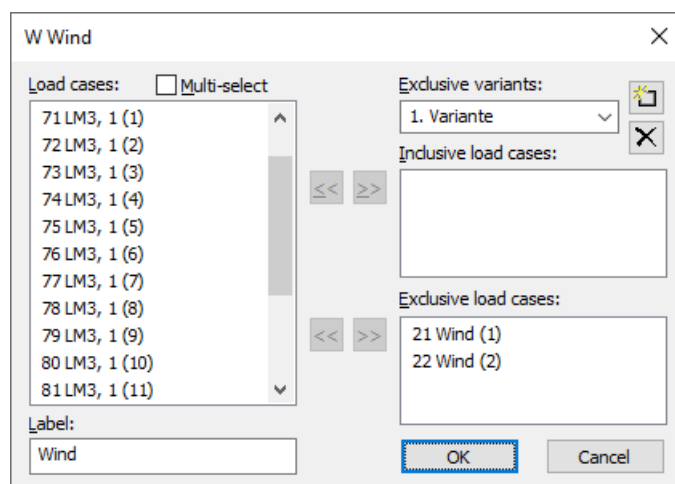 W Wind
Load cases:
Multi-select
71 LM3, 1 (1)
72 LM3, 1 (2)
73 LM3, 1 (3)
74 LM3, 1 (4)
75 LM3, 1 (5)
76 LM3, 1 (6)
77 LM3, 1 (7)
78 LM3, 1 (8)
79 LM3, 1 (9)
80 LM3, 1 (10)
81 LM3, 1 (11)
Label:
Wind
<< >>
<< >>
Exclusive variants:
1. Variante
Inclusive load cases:
Exclusive load cases:
21 Wind (1)
22 Wind (2)
OK
Cancel